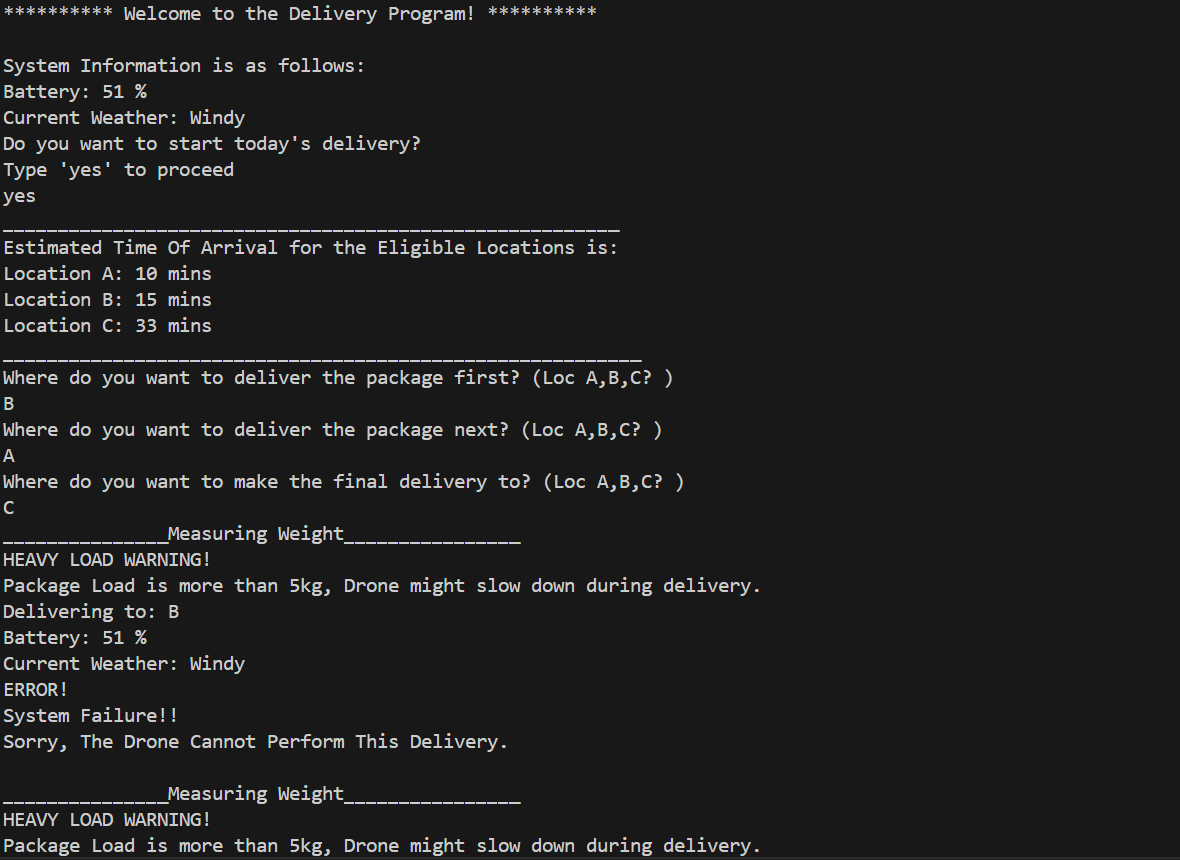 ********** Welcome to the Delivery Program! **********
System Information is as follows:
Battery: 51 %
Current Weather: Windy
Do you want to start today's delivery?
Type 'yes' to proceed
yes
________________________________________________________
Estimated Time Of Arrival for the Eligible Locations is:
Location A: 10 mins
Location B: 15 mins
Location C: 33 mins
__________________________________________________________
Where do you want to deliver the package first? (Loc A,B,C? )
B
Where do you want to deliver the package next? (Loc A,B,C? )
A
Where do you want to make the final delivery to? (Loc A,B,C? )
C
_______________Measuring Weight________________
HEAVY LOAD WARNING!
Package Load is more than 5kg, Drone might slow down during delivery.
Delivering to: B
Battery: 51 %
Current Weather: Windy
ERROR!
System Failure!!
Sorry, The Drone Cannot Perform This Delivery.
_______________Measuring Weight________________
HEAVY LOAD WARNING!
Package Load is more than 5kg, Drone might slow down during delivery.